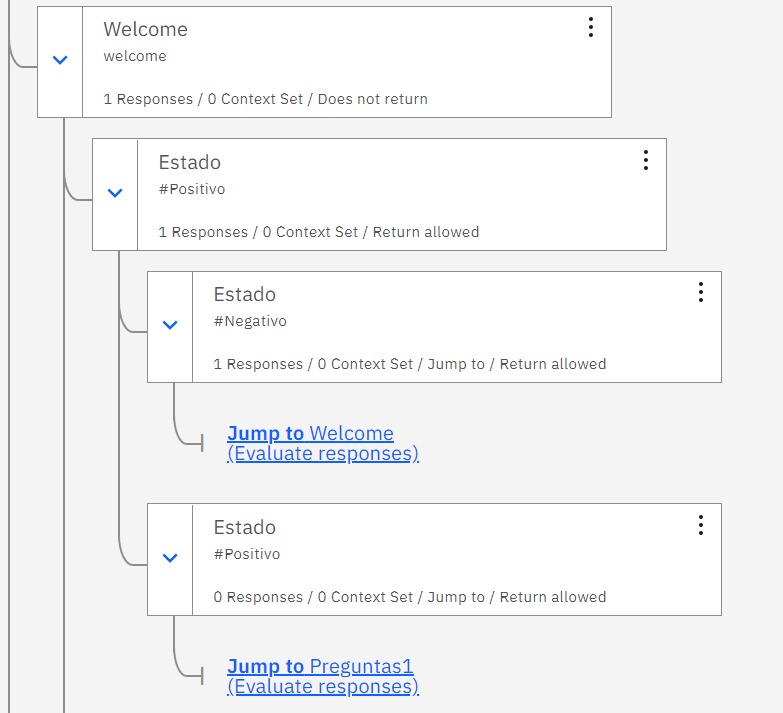 Welcome
welcome
1 Responses / 0 Context Set / Does not return
Estado
#Positivo
1 Responses / 0 Context Set / Return allowed
Estado
#Negativo
1 Responses / 0 Context Set / Jump to / Return allowed
Jump to Welcome
(Evaluate responses)
Estado
#Positivo
0 Responses / 0 Context Set / Jump to / Return allowed
Jump to Preguntas1
(Evaluate responses)